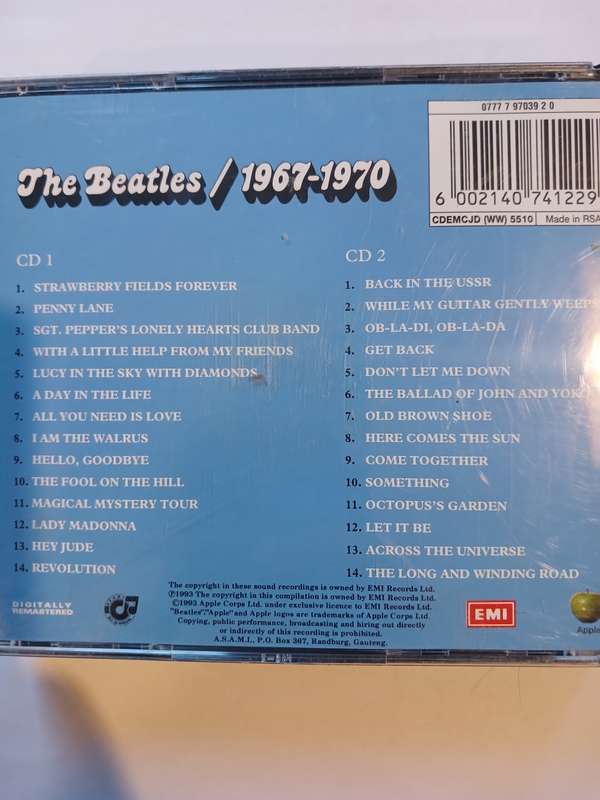 0777 7 97039 2 0
6 002140 741229
CDEMCJD (WW) 5510 Made in RSA
The Beatles / 1967-1970
CD 1
1. STRAWBERRY FIELDS FOREVER
2. PENNY LANE
3. SGT. PEPPER'S LONELY HEARTS CLUB BAND
4. WITH A LITTLE HELP FROM MY FRIENDS
5. LUCY IN THE SKY WITH DIAMONDS
6. A DAY IN THE LIFE
7. ALL YOU NEED IS LOVE
8. I AM THE WALRUS
9. HELLO, GOODBYE
10. THE FOOL ON THE HILL
11. MAGICAL MYSTERY TOUR
12. LADY MADONNA
13. HEY JUDE
14. REVOLUTION
CD 2
1. BACK IN THE USSR
2. WHILE MY GUITAR GENTLY WEEPS
3. OB-LA-DI, OB-LA-DA
4. GET BACK
5. DON'T LET ME DOWN
6. THE BALLAD OF JOHN AND YOKO
7. OLD BROWN SHOE
8. HERE COMES THE SUN
9. COME TOGETHER
10. SOMETHING
11. OCTOPUS'S GARDEN
12. LET IT BE
13. ACROSS THE UNIVERSE
14. THE LONG AND WINDING ROAD
DIGITALLY
REMASTERED
The copyright in these sound recordings is owned by EMI Records Ltd.
℗1993 The copyright in this compilation is owned by EMI Records Ltd.
©1993 Apple Corps Ltd. under exclusive licence to EMI Records Ltd.
"Beatles","Apple" and Apple logos are trademarks of Apple Corps Ltd.
Copying, public performance, broadcasting and hiring out directly
or indirectly of this recording is prohibited.
A.S.A.M.I., P.O. Box 367, Randburg, Gauteng.
EMI
Apple